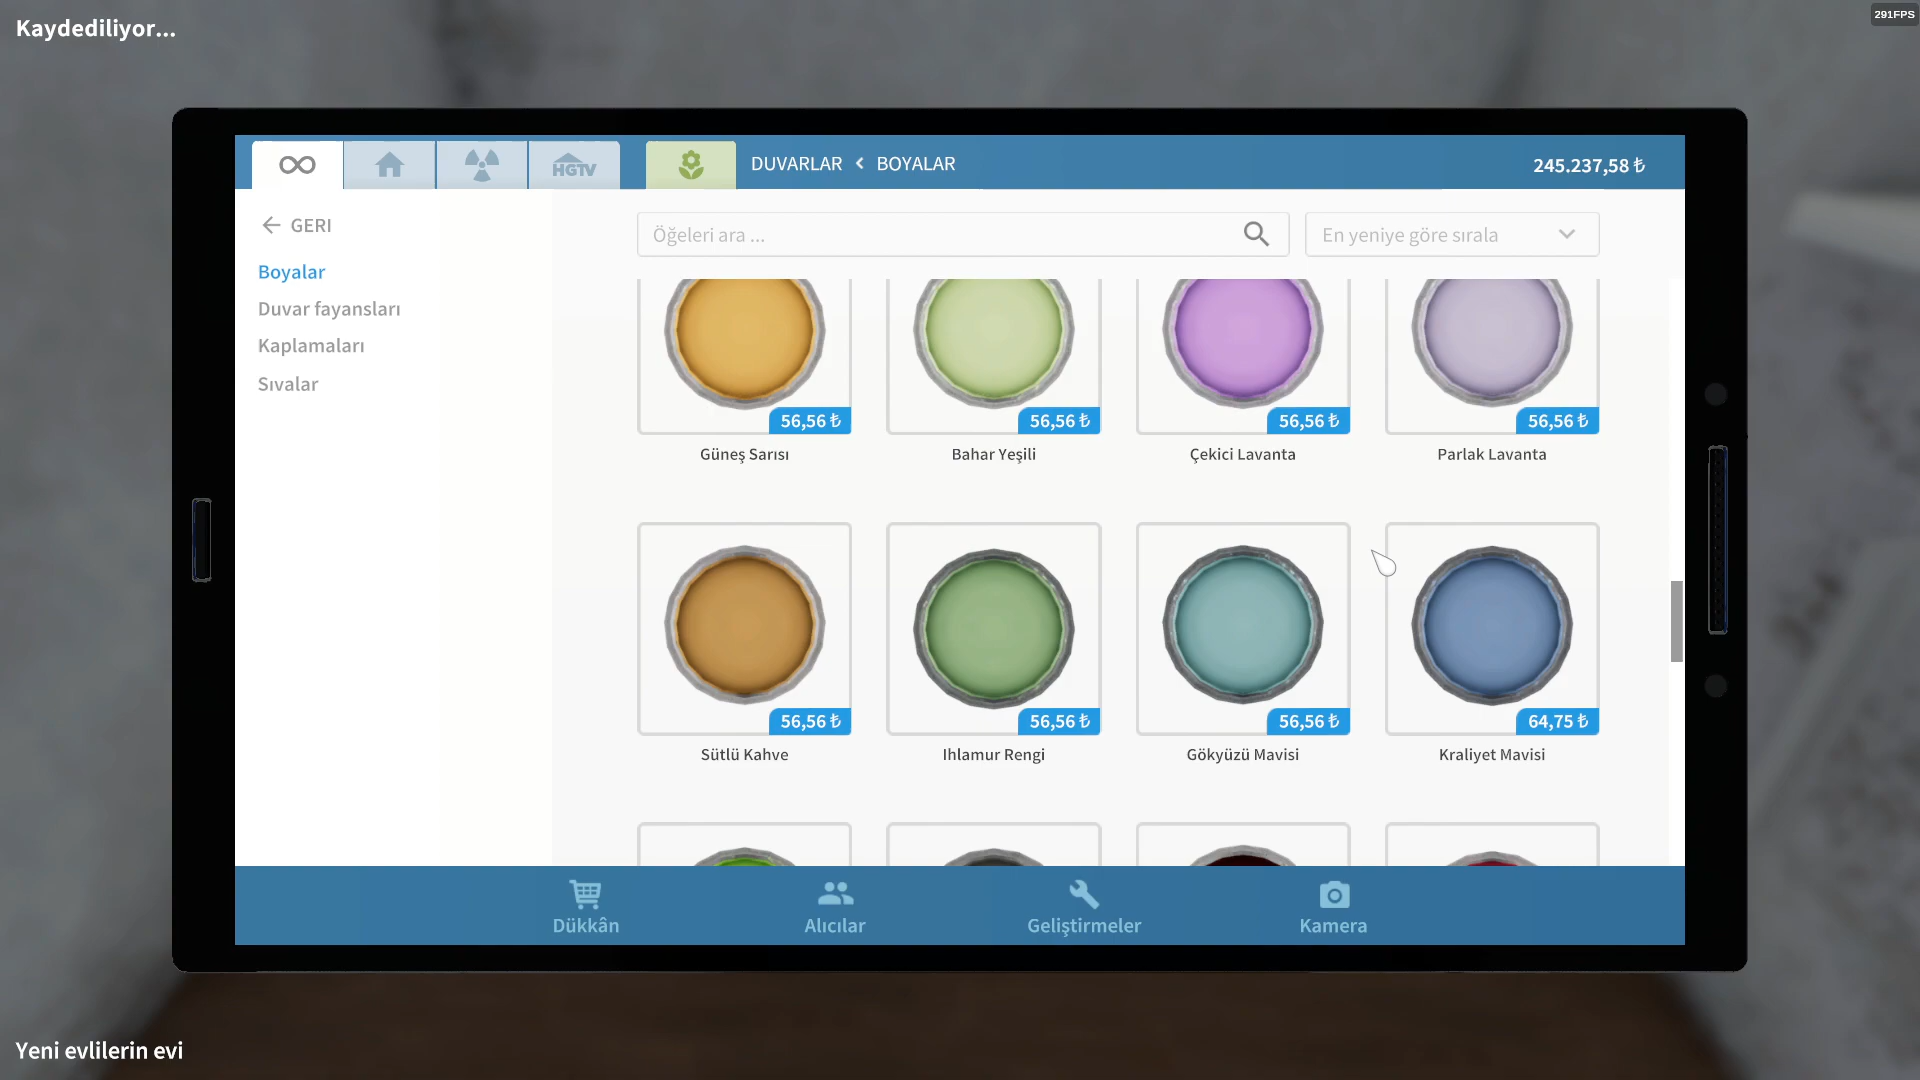 Kaydediliyor...
291FPS
HGTV
DUVARLAR < BOYALAR
245.237,58 ₺
GERI
Öğeleri ara ...
En yeniye göre sırala
Boyalar
Duvar fayansları
Kaplamaları
Sıvalar
56,56 ₺
56,56 ₺
56,56 ₺
56,56 ₺
Güneş Sarısı
Bahar Yeşili
Çekici Lavanta
Parlak Lavanta
56,56 ₺
56,56 ₺
56,56 ₺
64,75 ₺
Sütlü Kahve
Ihlamur Rengi
Gökyüzü Mavisi
Kraliyet Mavisi
Dükkân
Alıcılar
Geliştirmeler
Kamera
Yeni evlilerin evi